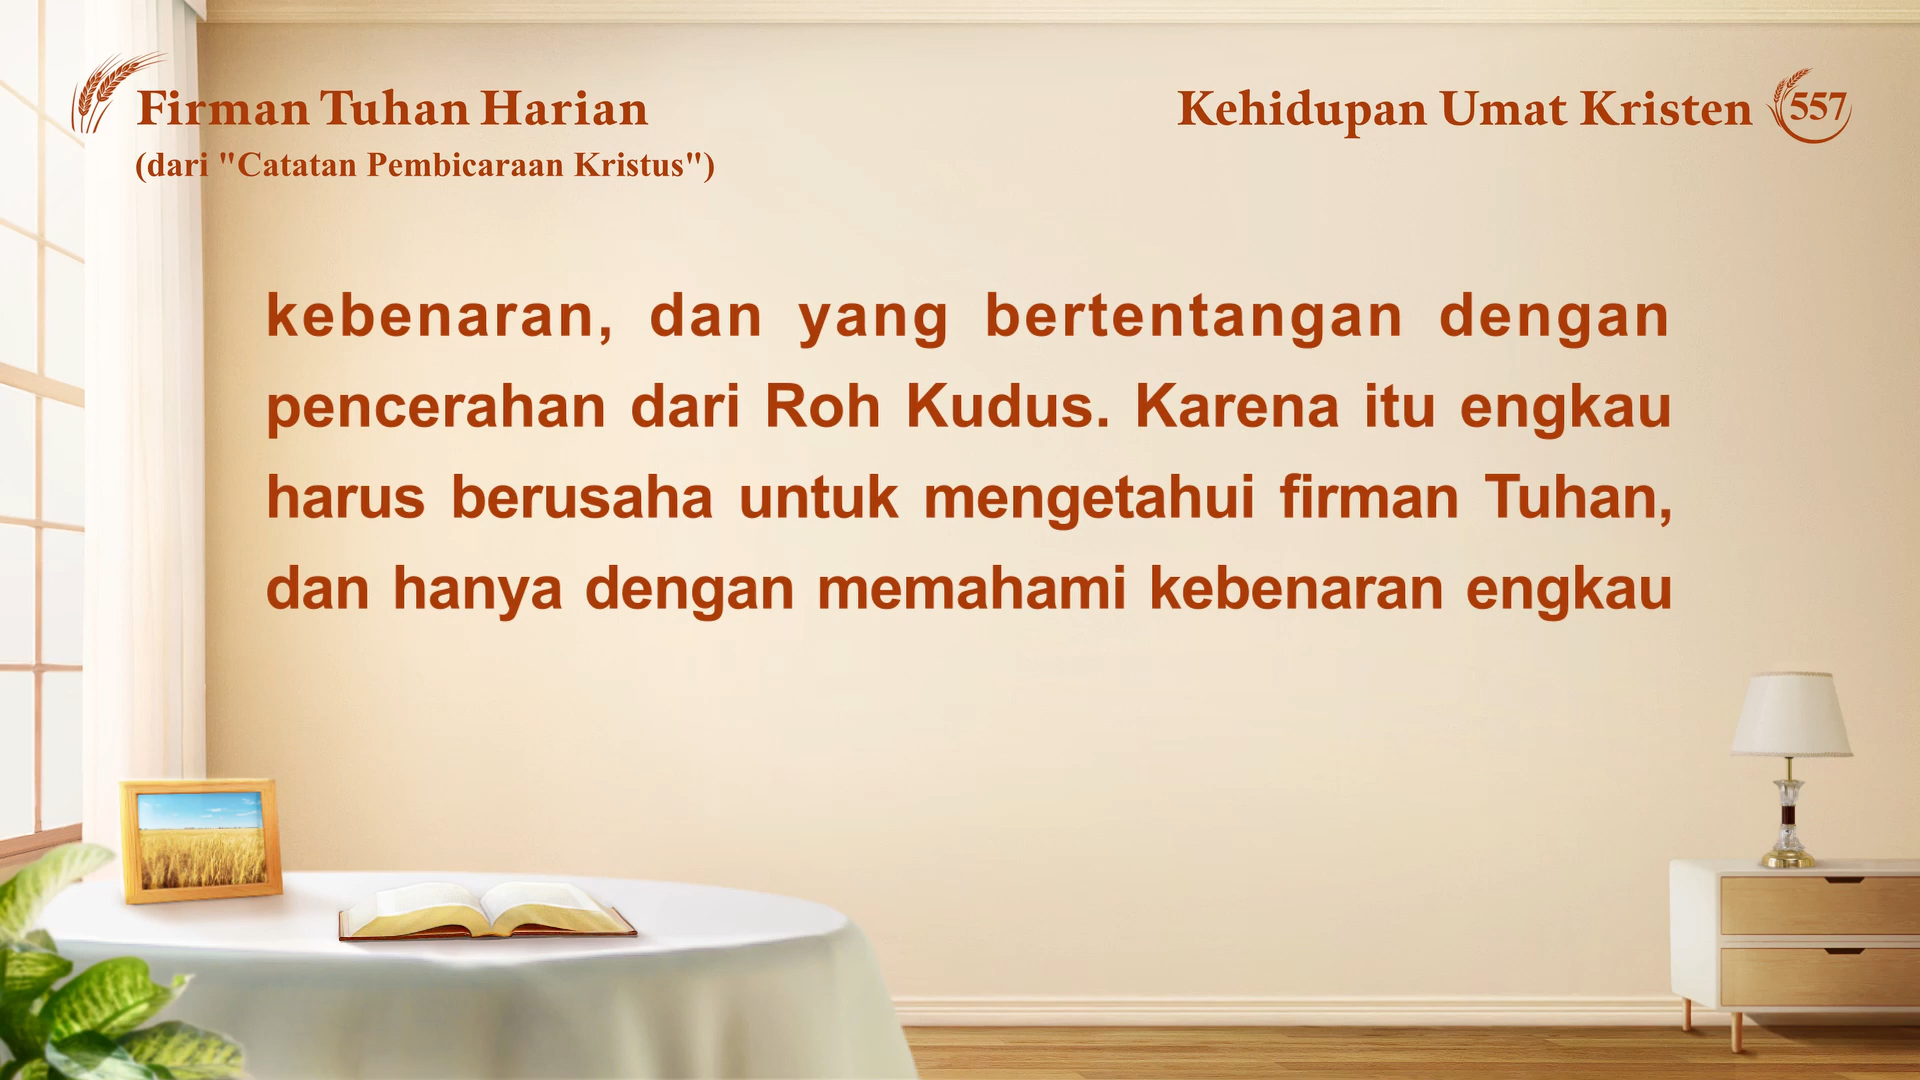 Firman Tuhan Harian
(dari "Catatan Pembicaraan Kristus")
Kehidupan Umat Kristen 557
kebenaran, dan yang bertentangan dengan
pencerahan dari Roh Kudus. Karena itu engkau
harus berusaha untuk mengetahui firman Tuhan,
dan hanya dengan memahami kebenaran engkau